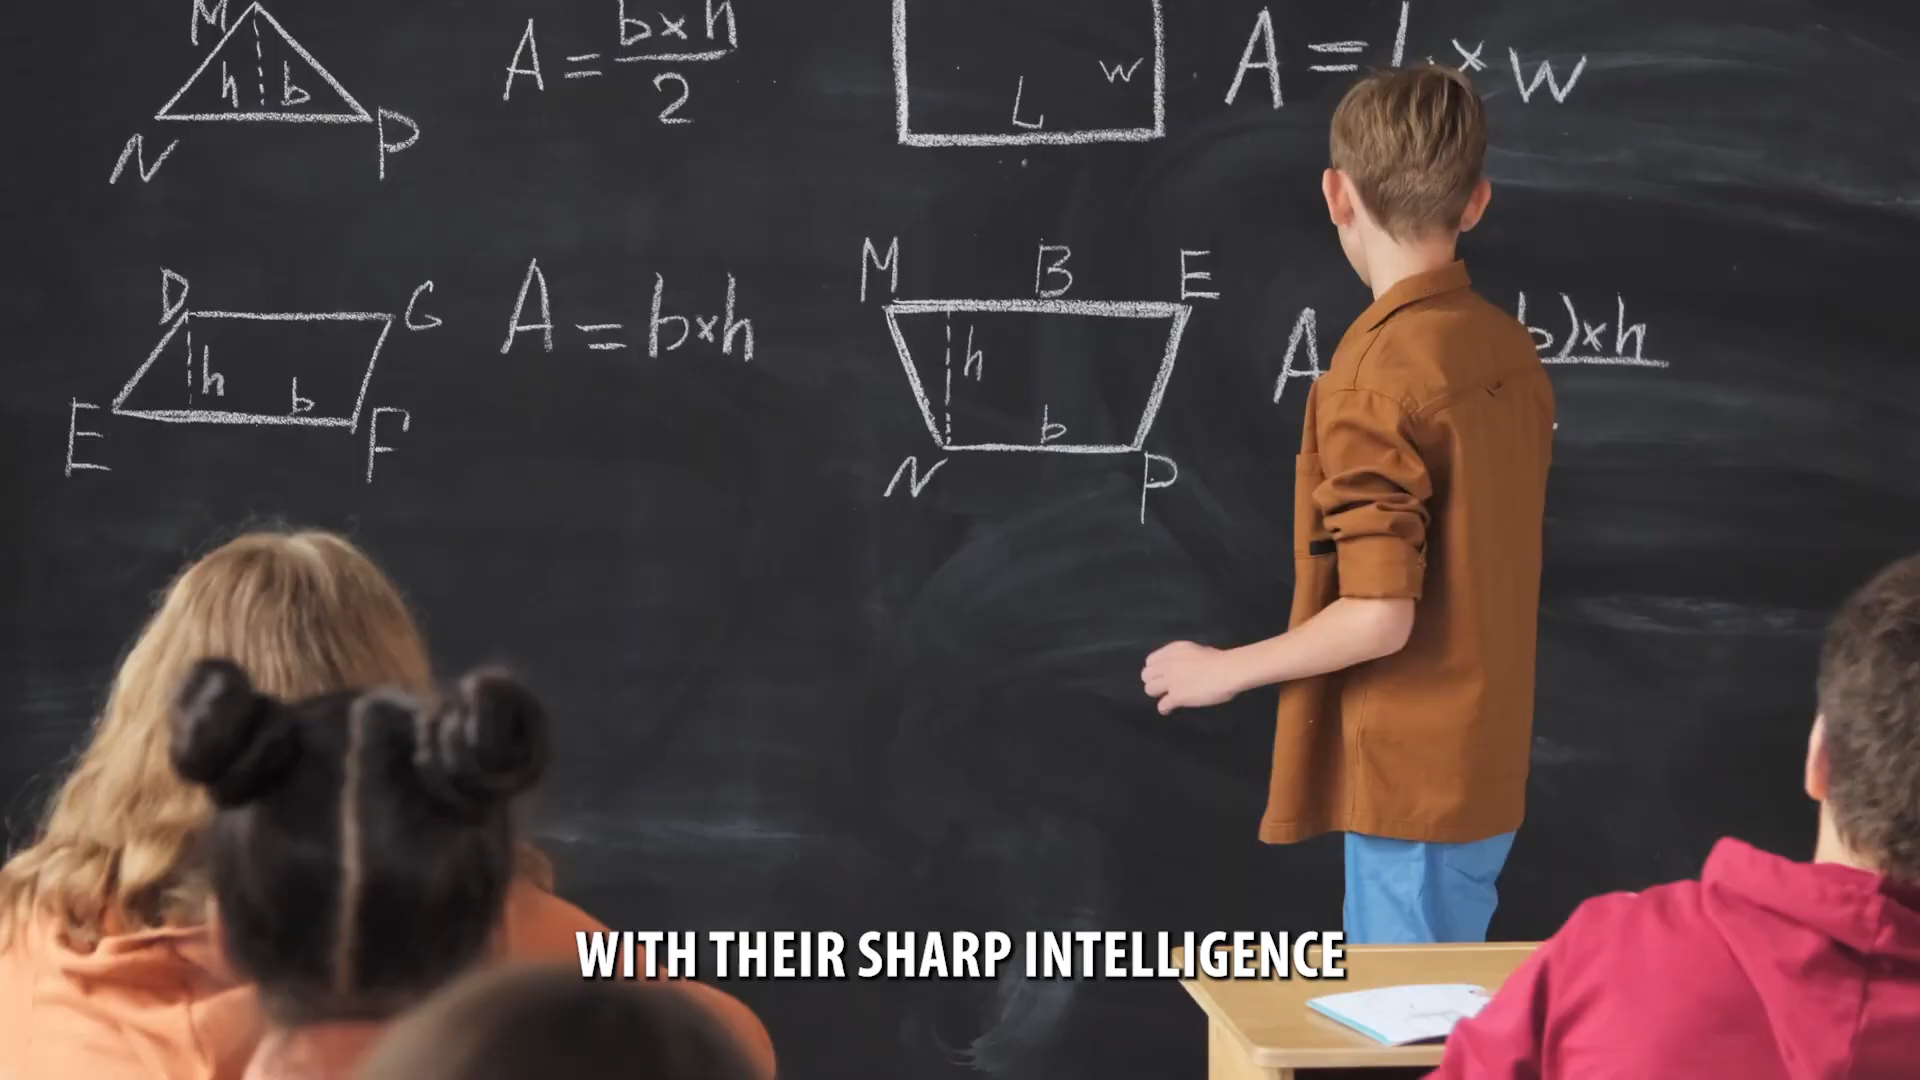 M
h b
N P
A = b×h
2
L w
A = L × w
D G
h b
E F
A = b×h
M B E
h
b
N P
A b)×h
WITH THEIR SHARP INTELLIGENCE